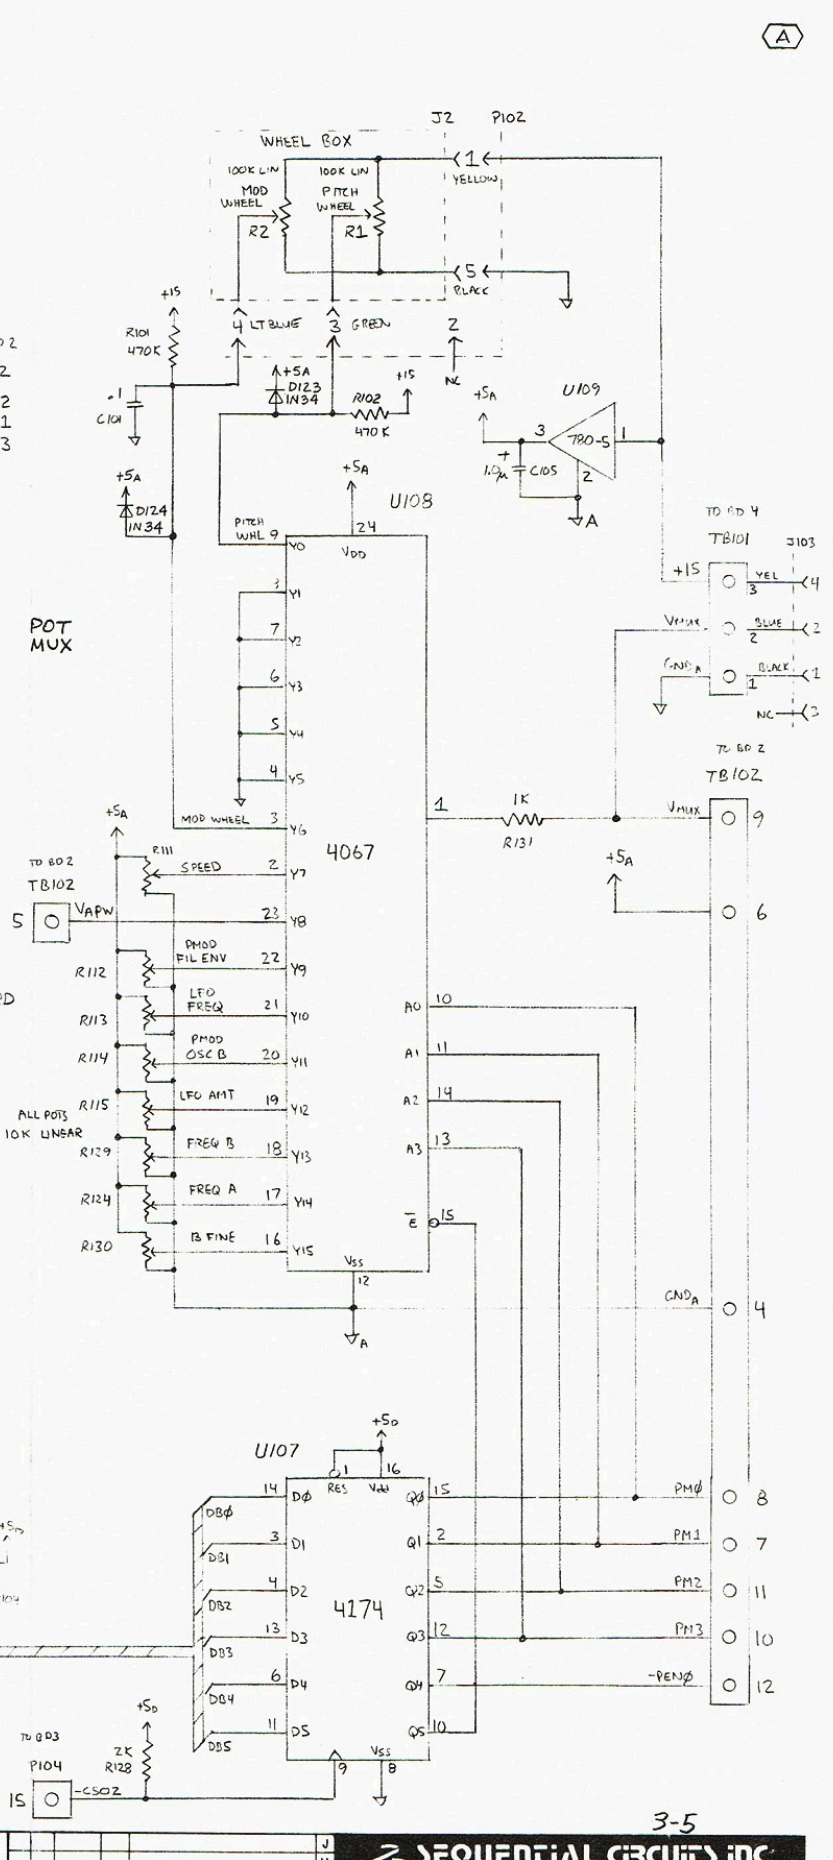 A
J2 P102
WHEEL BOX
100K LIN 100K LIN
1
YELLOW
MOD WHEEL
PITCH WHEEL
R2 R1
5
BLACK
+15
4 LT BLUE 3 GREEN 2
R101
470K
NC
+5A
D123
1N34
R102
470K
+15
.1
C101
+5A
U109
3 780-5 1
2
+
1.0µ C105
A
+5A
D124
1N34
+5A
U108
TO BD 4
TB101 J103
PITCH
WHL 9 Y0
24
VDD
+15 3 YEL 4
3 Y1
VMUX 2 BLUE 2
POT
MUX
7 Y2
GNDA 1 BLACK 1
6 Y3
NC 3
5 Y4
4 Y5
TO BD 2
TB102
MOD WHEEL 3 Y6
4067
1 1K
R131
VMUX 9
+5A
+5A
6
R111
SPEED 2 Y7
TO BD2
TB102
5 VAPW 23 Y8
R112 PMOD
FIL ENV 22 Y9
R113 LFO
FREQ 21 Y10
A0 10
R114 PMOD
OSC B 20 Y11
A1 11
R115 LFO AMT 19 Y12
A2 14
ALL POTS
10K LINEAR
R129 FREQ B 18 Y13
A3 13
R124 FREQ A 17 Y14
E 15
R130 B FINE 16 Y15
VSS
12
GNDA 4
A
+5D
U107
1 16
RES Vdd
14 D0 DB0 Q0 15 PM0 8
3 D1 DB1 Q1 2 PM1 7
4 D2 DB2 4174 Q2 5 PM2 11
13 D3 DB3 Q3 12 PM3 10
6 D4 DB4 Q4 7 -PEN0 12
11 D5 DB5 Q5 10
+5D
2K
R128
VSS
9 8
TO BD3
P104
15 -CS02
3-5
SEQUENTIAL CIRCUITS INC